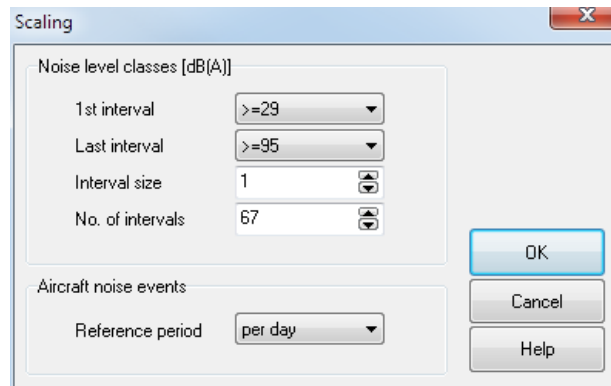 Scaling
Noise level classes [dB(A)]
1st interval >=29
Last interval >=95
Interval size 1
No. of intervals 67
OK
Aircraft noise events
Cancel
Reference period per day
Help